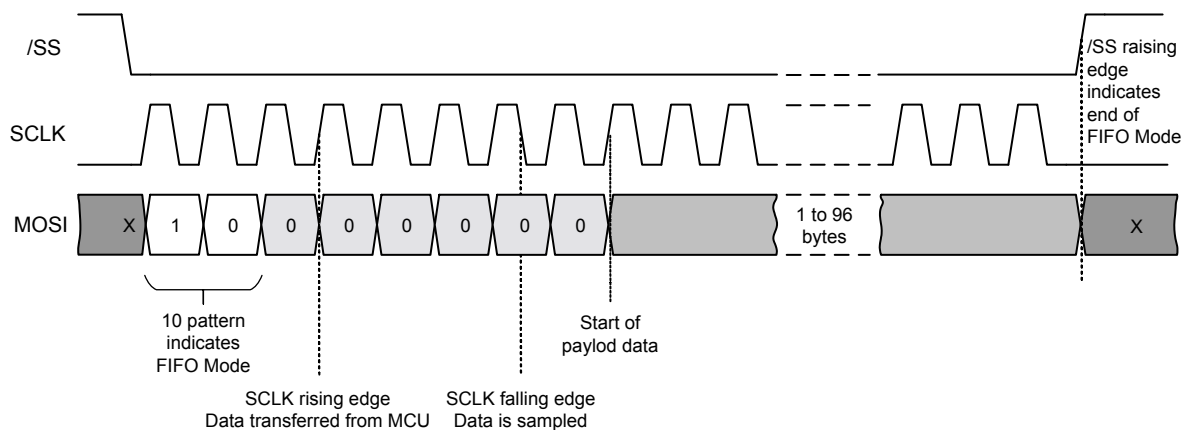 /SS
/SS raising
edge
indicates
end of
FIFO Mode
SCLK
MOSI
X
1
0
0
0
0
0
0
0
1 to 96
bytes
X
10 pattern
indicates
FIFO Mode
Start of
paylod data
SCLK rising edge
Data transferred from MCU
SCLK falling edge
Data is sampled